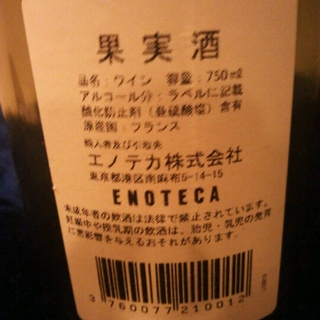 果実酒
品名：ワイン　容量：750ml
アルコール分：ラベルに記載
酸化防止剤（亜硫酸塩）含有
原産国：フランス
輸入者及び引取先
エノテカ株式会社
東京都港区南麻布5-14-15
ENOTECA
未成年者の飲酒は法律で禁止されています。
妊娠中や授乳期の飲酒は、胎児・乳児の発育
に悪影響を与えるおそれがあります。
3 760077 210012